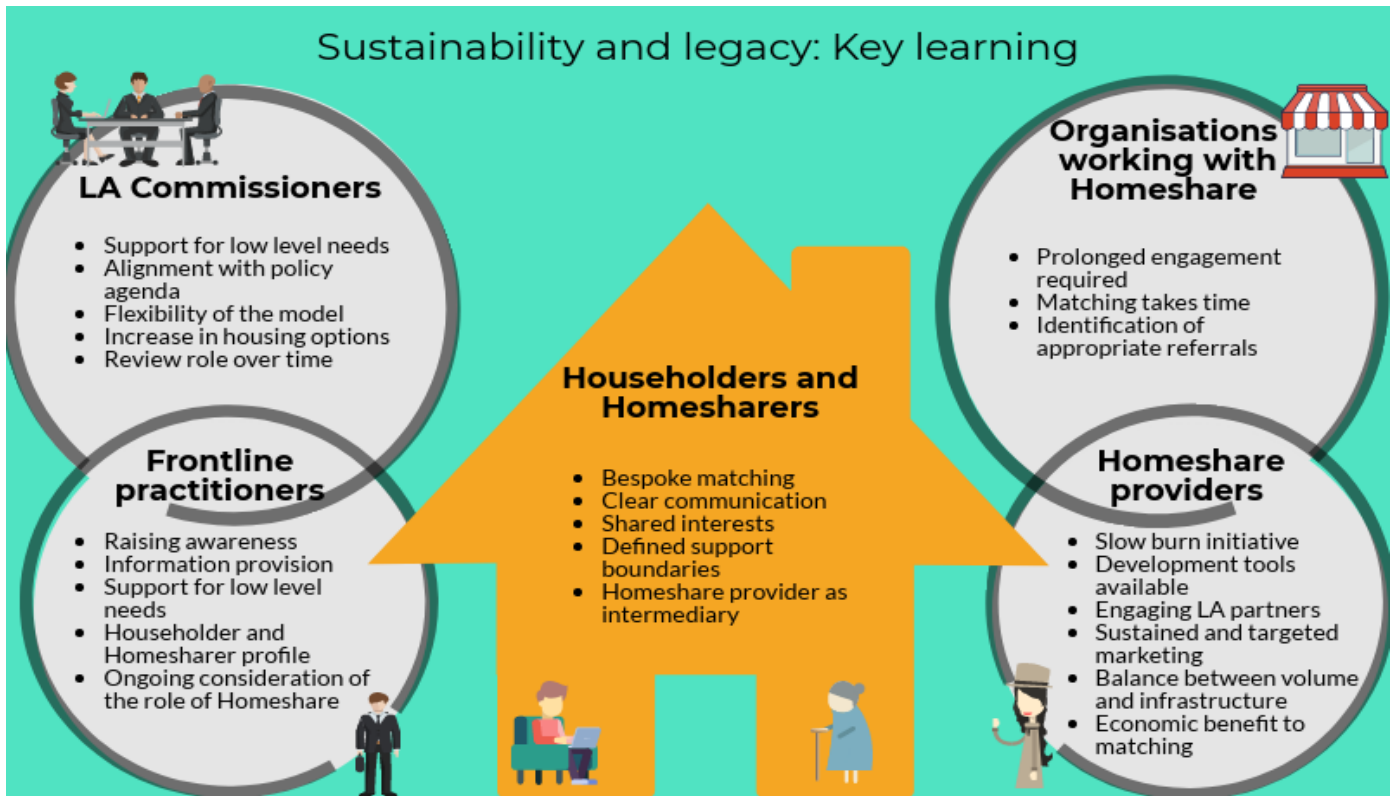 Sustainability and legacy: Key learning
LA Commissioners
• Support for low level needs
• Alignment with policy
agenda
• Flexibility of the model
• Increase in housing options
• Review role over time
Frontline
practitioners
• Raising awareness
• Information provision
• Support for low level
needs
• Householder and
Homesharer profile
• Ongoing consideration of
the role of Homeshare
Householders and
Homesharers
• Bespoke matching
• Clear communication
• Shared interests
• Defined support
boundaries
• Homeshare provider as
intermediary
Organisations
working with
Homeshare
• Prolonged engagement
required
• Matching takes time
• Identification of
appropriate referrals
Homeshare
providers
• Slow burn initiative
• Development tools
available
• Engaging LA partners
• Sustained and targeted
marketing
• Balance between volume
and infrastructure
• Economic benefit to
matching